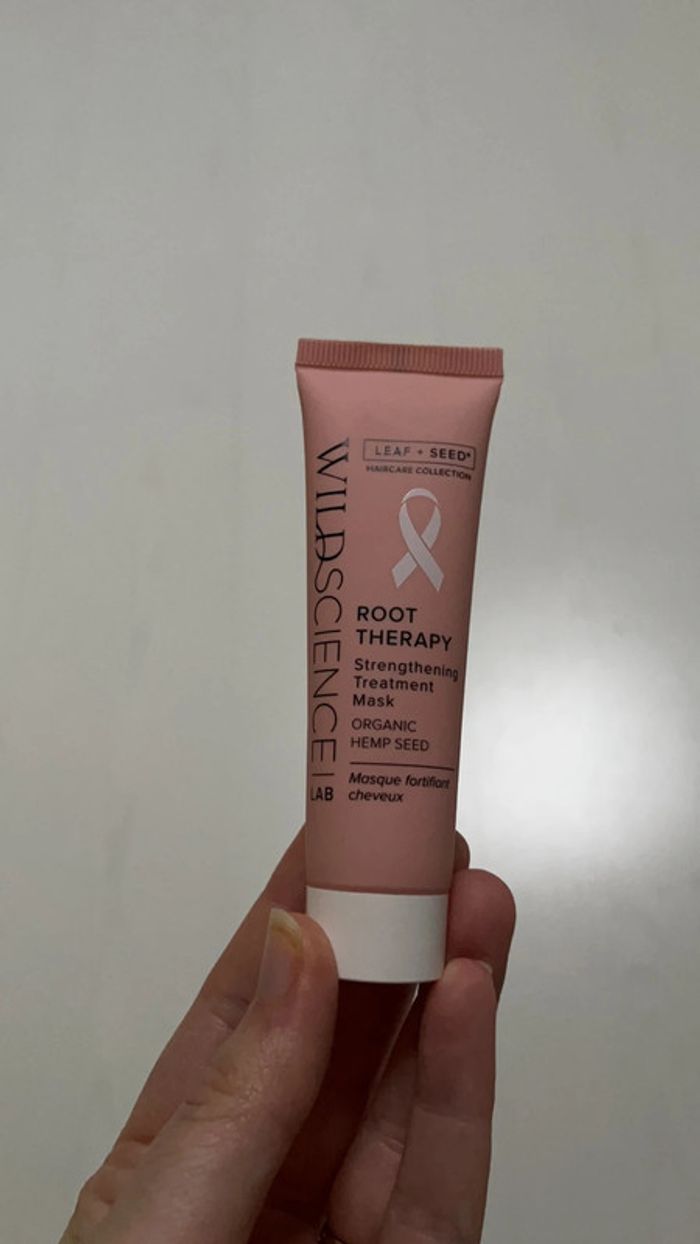 WILDSCIENCE | LAB
LEAF + SEED®
HAIRCARE COLLECTION
ROOT
THERAPY
Strengthening
Treatment
Mask
ORGANIC
HEMP SEED
Masque fortifiant
cheveux